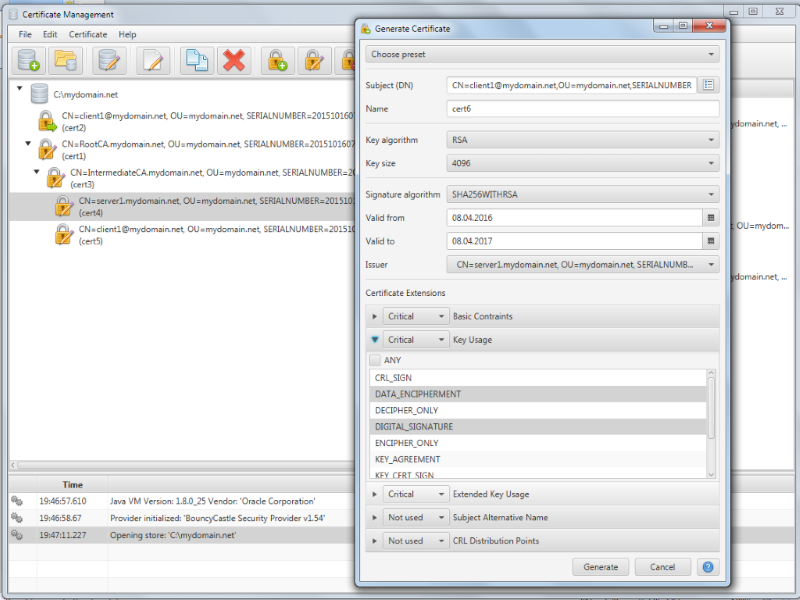 Certificate Management
File Edit Certificate Help
C:\mydomain.net
CN=client1@mydomain.net, OU=mydomain.net, SERIALNUMBER=2015101607
(cert2)
CN=RootCA.mydomain.net, OU=mydomain.net, SERIALNUMBER=2015101607
(cert1)
CN=IntermediateCA.mydomain.net, OU=mydomain.net, SERIALNUMBER=201
(cert3)
CN=server1.mydomain.net, OU=mydomain.net, SERIALNUMBER=2015101
(cert4)
CN=client1@mydomain.net, OU=mydomain.net, SERIALNUMBER=201510
(cert5)
Time
19:46:57.610 Java VM Version: 1.8.0_25 Vendor: 'Oracle Corporation'
19:46:58.67 Provider initialized: 'BouncyCastle Security Provider v1.54'
19:47:11.227 Opening store: 'C:\mydomain.net'
Generate Certificate
Choose preset
Subject (DN) CN=client1@mydomain.net,OU=mydomain.net,SERIALNUMBER
Name cert6
Key algorithm RSA
Key size 4096
Signature algorithm SHA256WITHRSA
Valid from 08.04.2016
Valid to 08.04.2017
Issuer CN=server1.mydomain.net, OU=mydomain.net, SERIALNUMB...
Certificate Extensions
Critical Basic Contraints
Critical Key Usage
ANY
CRL_SIGN
DATA_ENCIPHERMENT
DECIPHER_ONLY
DIGITAL_SIGNATURE
ENCIPHER_ONLY
KEY_AGREEMENT
KEY_CERT_SIGN
Critical Extended Key Usage
Not used Subject Alternative Name
Not used CRL Distribution Points
Generate Cancel ?
ydomain.net, ...
, OU=mydom...
ydomain.net, ...